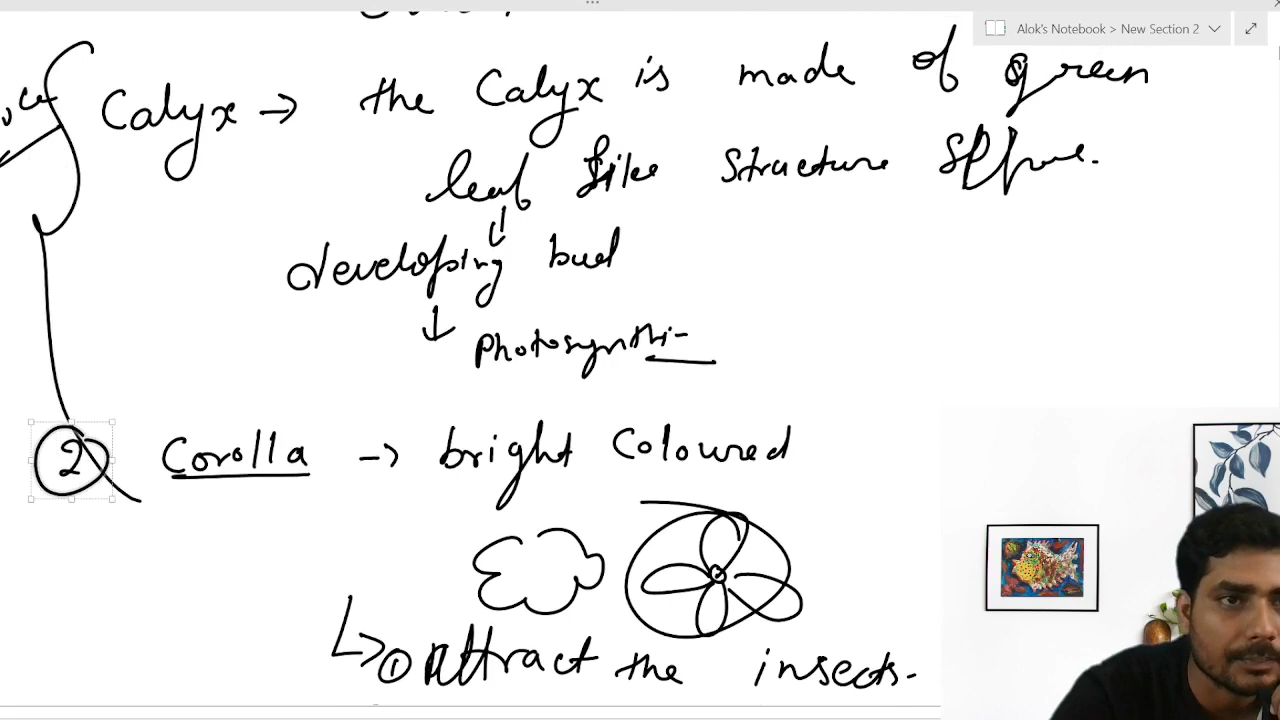 Alok's Notebook > New Section 2
Calyx → the Calyx is made of green
leaf like structure
↓
developing bud
↓ Photosynthi-
② Corolla → bright Coloured
↳ ① Attract the insects.